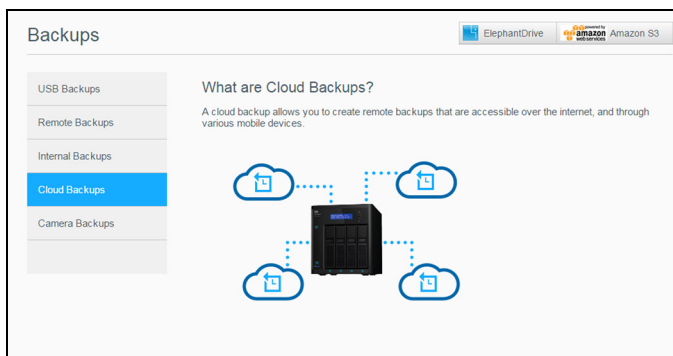 Backups
ElephantDrive
powered by
amazon
web services
Amazon S3
USB Backups
Remote Backups
Internal Backups
Cloud Backups
Camera Backups
What are Cloud Backups?
A cloud backup allows you to create remote backups that are accessible over the internet, and through
various mobile devices.